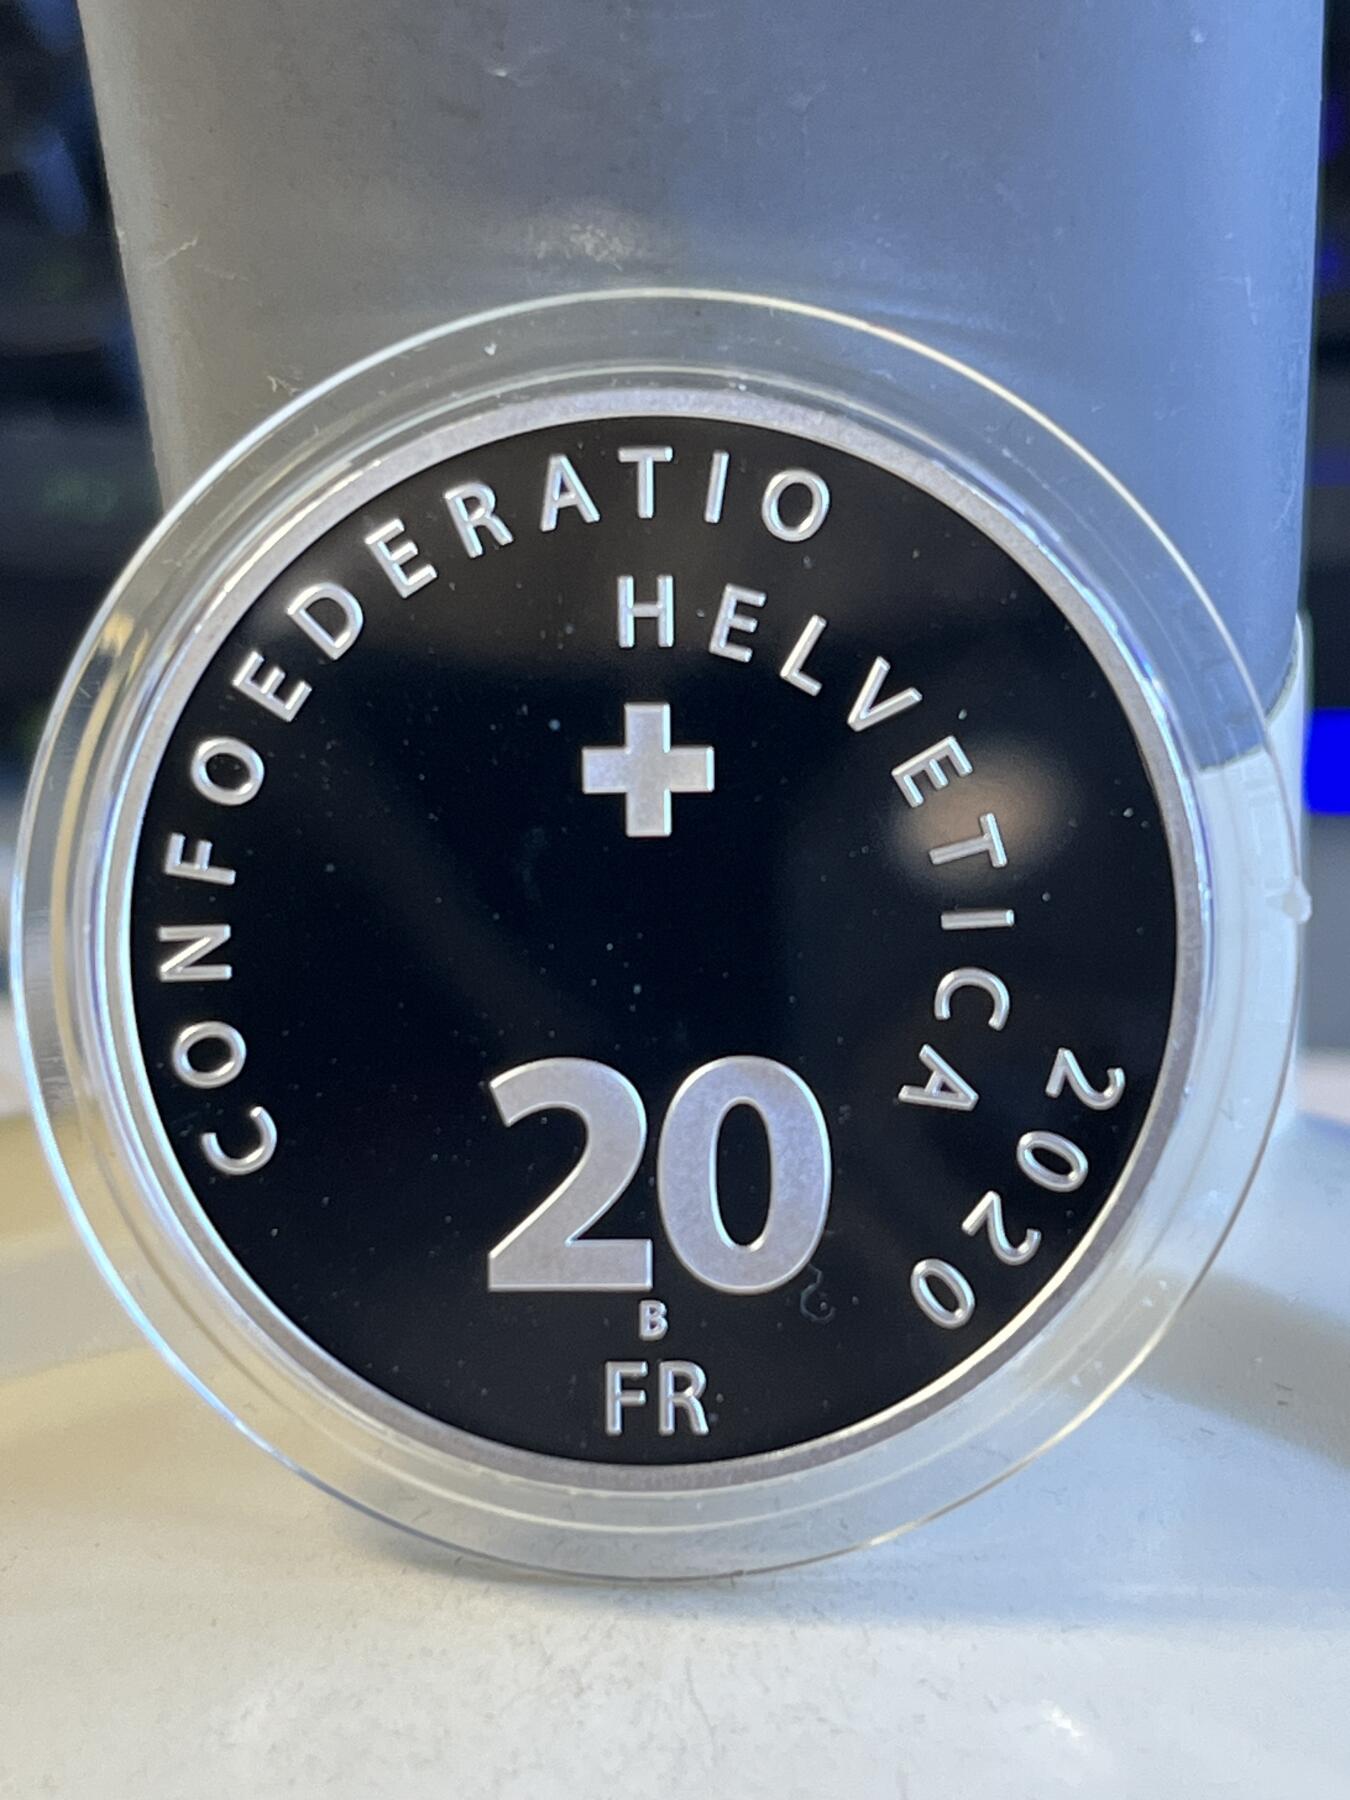 CONFOEDERATIO
HELVETICA
2020
20
B
FR